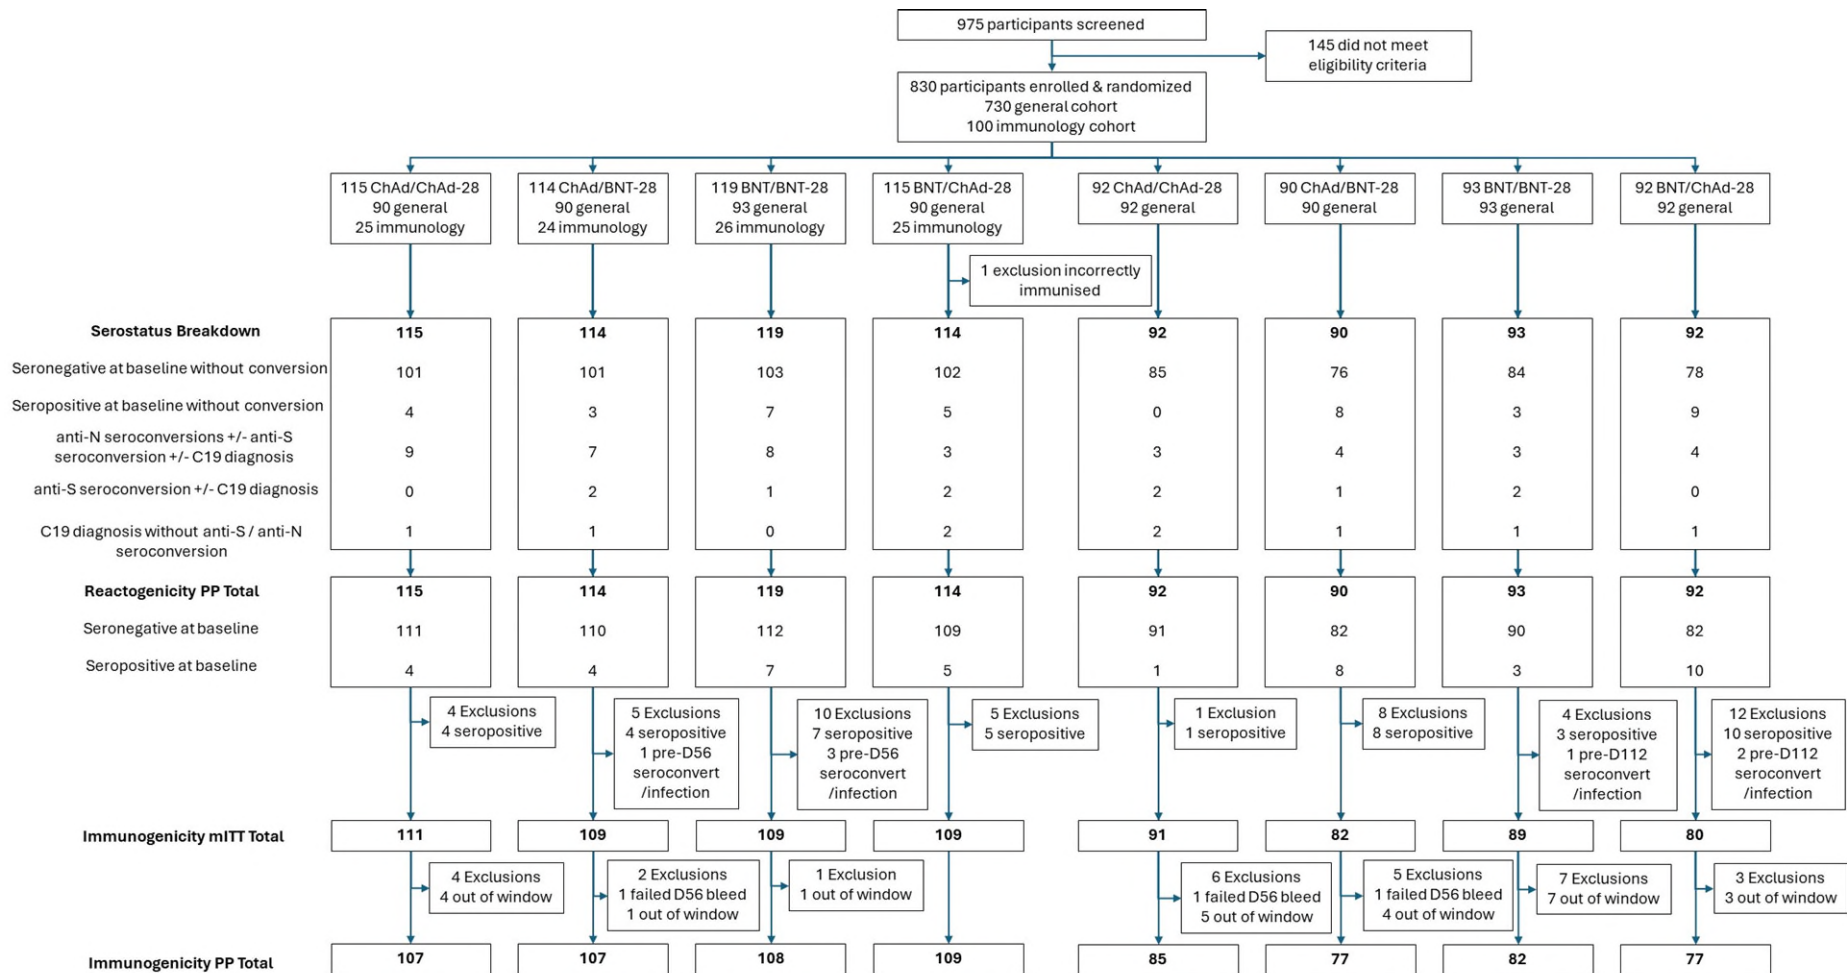 975 participants screened
145 did not meet
eligibility criteria
830 participants enrolled & randomized
730 general cohort
100 immunology cohort
115 ChAd/ChAd-28
90 general
25 immunology
114 ChAd/BNT-28
90 general
24 immunology
119 BNT/BNT-28
93 general
26 immunology
115 BNT/ChAd-28
90 general
25 immunology
92 ChAd/ChAd-28
92 general
90 ChAd/BNT-28
90 general
93 BNT/BNT-28
93 general
92 BNT/ChAd-28
92 general
1 exclusion incorrectly
immunised
Serostatus Breakdown 115 114 119 114 92 90 93 92
Seronegative at baseline without conversion 101 101 103 102 85 76 84 78
Seropositive at baseline without conversion 4 3 7 5 0 8 3 9
anti-N seroconversions +/- anti-S
seroconversion +/- C19 diagnosis 9 7 8 3 3 4 3 4
anti-S seroconversion +/- C19 diagnosis 0 2 1 2 2 1 2 0
C19 diagnosis without anti-S / anti-N
seroconversion 1 1 0 2 2 1 1 1
Reactogenicity PP Total 115 114 119 114 92 90 93 92
Seronegative at baseline 111 110 112 109 91 82 90 82
Seropositive at baseline 4 4 7 5 1 8 3 10
4 Exclusions
4 seropositive
5 Exclusions
4 seropositive
1 pre-D56
seroconvert
/infection
10 Exclusions
7 seropositive
3 pre-D56
seroconvert
/infection
5 Exclusions
5 seropositive
1 Exclusion
1 seropositive
8 Exclusions
8 seropositive
4 Exclusions
3 seropositive
1 pre-D112
seroconvert
/infection
12 Exclusions
10 seropositive
2 pre-D112
seroconvert
/infection
Immunogenicity mITT Total 111 109 109 109 91 82 89 80
4 Exclusions
4 out of window
2 Exclusions
1 failed D56 bleed
1 out of window
1 Exclusion
1 out of window
6 Exclusions
1 failed D56 bleed
5 out of window
5 Exclusions
1 failed D56 bleed
4 out of window
7 Exclusions
7 out of window
3 Exclusions
3 out of window
Immunogenicity PP Total 107 107 108 109 85 77 82 77